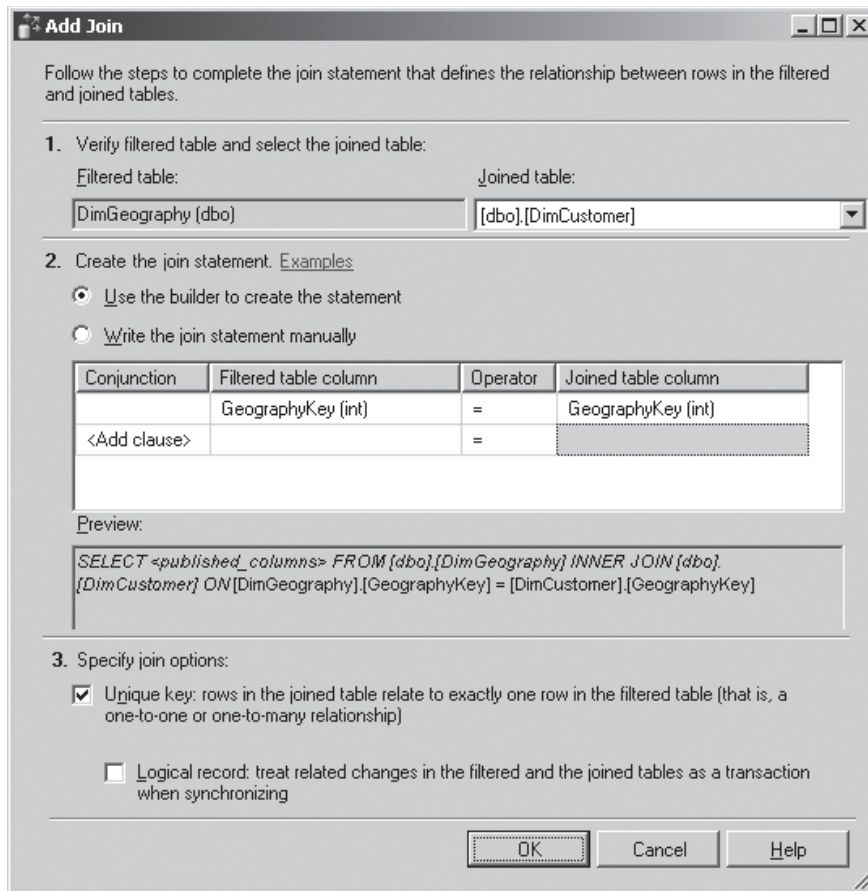 Add Join
Follow the steps to complete the join statement that defines the relationship between rows in the filtered
and joined tables.
1. Verify filtered table and select the joined table:
Filtered table: Joined table:
DimGeography (dbo) [dbo].[DimCustomer]
2. Create the join statement. Examples
Use the builder to create the statement
Write the join statement manually
Conjunction Filtered table column Operator Joined table column
GeographyKey (int) = GeographyKey (int)
<Add clause> =
Preview:
SELECT <published_columns> FROM [dbo].[DimGeography] INNER JOIN [dbo].
[DimCustomer] ON [DimGeography].[GeographyKey] = [DimCustomer].[GeographyKey]
3. Specify join options:
Unique key: rows in the joined table relate to exactly one row in the filtered table (that is, a
one-to-one or one-to-many relationship)
Logical record: treat related changes in the filtered and the joined tables as a transaction
when synchronizing
OK Cancel Help